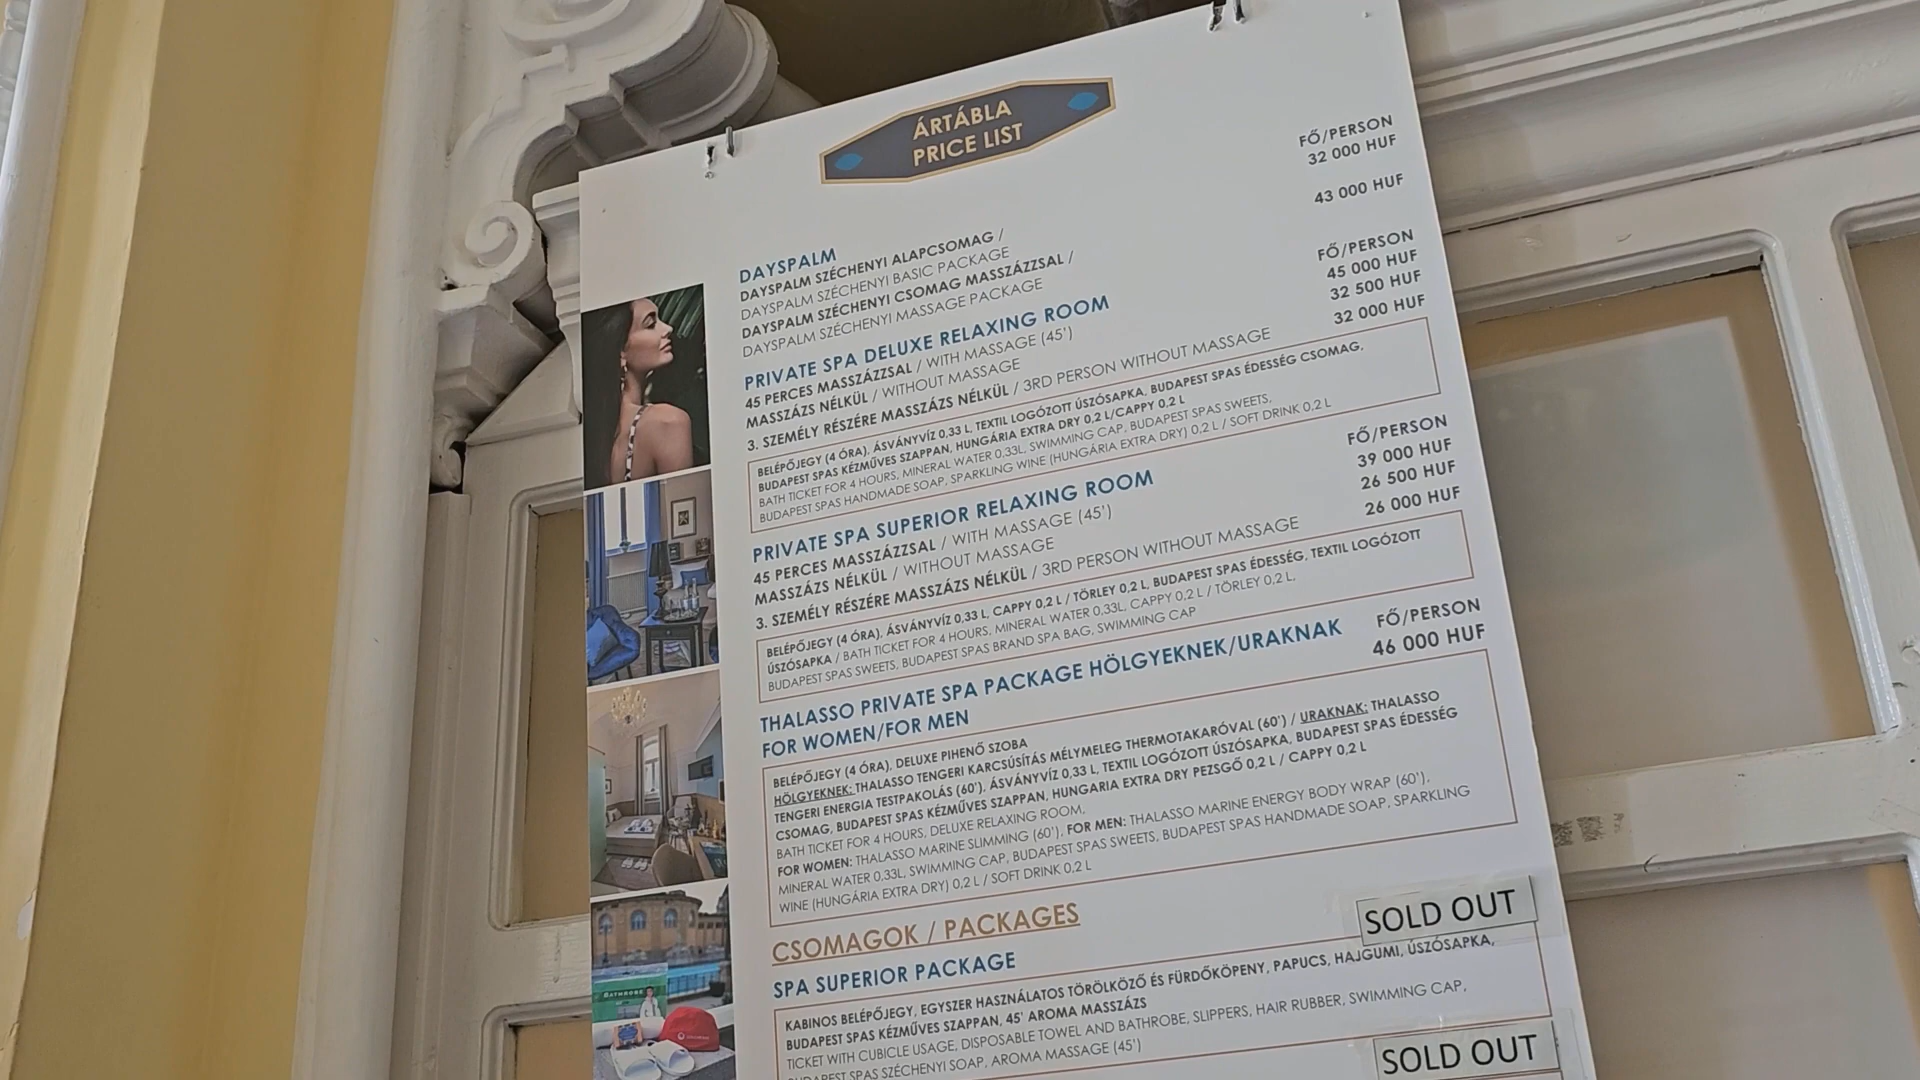 ÁRTÁBLA
PRICE LIST
FŐ/PERSON
DAYSPALM
DAYSPALM SZÉCHENYI ALAPCSOMAG / 32 000 HUF
DAYSPALM SZÉCHENYI BASIC PACKAGE
DAYSPALM SZÉCHENYI CSOMAG MASSZÁZZSAL / 43 000 HUF
DAYSPALM SZÉCHENYI MASSAGE PACKAGE
PRIVATE SPA DELUXE RELAXING ROOM FŐ/PERSON
45 PERCES MASSZÁZZSAL / WITH MASSAGE (45') 45 000 HUF
MASSZÁZS NÉLKÜL / WITHOUT MASSAGE 32 500 HUF
3. SZEMÉLY RÉSZÉRE MASSZÁZS NÉLKÜL / 3RD PERSON WITHOUT MASSAGE 32 000 HUF
BELÉPŐJEGY (4 ÓRA), ÁSVÁNYVÍZ 0,33 L, TEXTIL LOGÓZOTT ÚSZÓSAPKA, BUDAPEST SPAS ÉDESSÉG CSOMAG,
BUDAPEST SPAS KÉZMŰVES SZAPPAN, HUNGÁRIA EXTRA DRY 0,2 L/CAPPY 0,2 L
BATH TICKET FOR 4 HOURS, MINERAL WATER 0,33L, SWIMMING CAP, BUDAPEST SPAS SWEETS,
BUDAPEST SPAS HANDMADE SOAP, SPARKLING WINE (HUNGÁRIA EXTRA DRY) 0,2 L / SOFT DRINK 0,2 L
PRIVATE SPA SUPERIOR RELAXING ROOM FŐ/PERSON
45 PERCES MASSZÁZZSAL / WITH MASSAGE (45') 39 000 HUF
MASSZÁZS NÉLKÜL / WITHOUT MASSAGE 26 500 HUF
3. SZEMÉLY RÉSZÉRE MASSZÁZS NÉLKÜL / 3RD PERSON WITHOUT MASSAGE 26 000 HUF
BELÉPŐJEGY (4 ÓRA), ÁSVÁNYVÍZ 0,33 L, CAPPY 0,2 L / TÖRLEY 0,2 L, BUDAPEST SPAS ÉDESSÉG, TEXTIL LOGÓZOTT
ÚSZÓSAPKA / BATH TICKET FOR 4 HOURS, MINERAL WATER 0,33L, CAPPY 0,2 L / TÖRLEY 0,2 L,
BUDAPEST SPAS SWEETS, BUDAPEST SPAS BRAND SPA BAG, SWIMMING CAP
THALASSO PRIVATE SPA PACKAGE HÖLGYEKNEK/URAKNAK FŐ/PERSON
FOR WOMEN/FOR MEN 46 000 HUF
BELÉPŐJEGY (4 ÓRA), DELUXE PIHENŐ SZOBA
HÖLGYEKNEK: THALASSO TENGERI KARCSÚSÍTÁS MÉLYMELEG THERMOTAKARÓVAL (60') / URAKNAK: THALASSO
TENGERI ENERGIA TESTPAKOLÁS (60'), ÁSVÁNYVÍZ 0,33 L, TEXTIL LOGÓZOTT ÚSZÓSAPKA, BUDAPEST SPAS ÉDESSÉG
CSOMAG, BUDAPEST SPAS KÉZMŰVES SZAPPAN, HUNGARIA EXTRA DRY PEZSGŐ 0,2 L / CAPPY 0,2 L
BATH TICKET FOR 4 HOURS, DELUXE RELAXING ROOM,
FOR WOMEN: THALASSO MARINE SLIMMING (60'), FOR MEN: THALASSO MARINE ENERGY BODY WRAP (60'),
MINERAL WATER 0,33L, SWIMMING CAP, BUDAPEST SPAS SWEETS, BUDAPEST SPAS HANDMADE SOAP, SPARKLING
WINE (HUNGÁRIA EXTRA DRY) 0,2 L / SOFT DRINK 0,2 L
CSOMAGOK / PACKAGES
SPA SUPERIOR PACKAGE SOLD OUT
KABINOS BELÉPŐJEGY, EGYSZER HASZNÁLATOS TÖRÖLKÖZŐ ÉS FÜRDŐKÖPENY, PAPUCS, HAJGUMI, ÚSZÓSAPKA,
BUDAPEST SPAS KÉZMŰVES SZAPPAN, 45' AROMA MASSZÁZS
TICKET WITH CUBICLE USAGE, DISPOSABLE TOWEL AND BATHROBE, SLIPPERS, HAIR RUBBER, SWIMMING CAP,
BUDAPEST SPAS SZÉCHENYI SOAP, AROMA MASSAGE (45')
SOLD OUT
BATHROBE